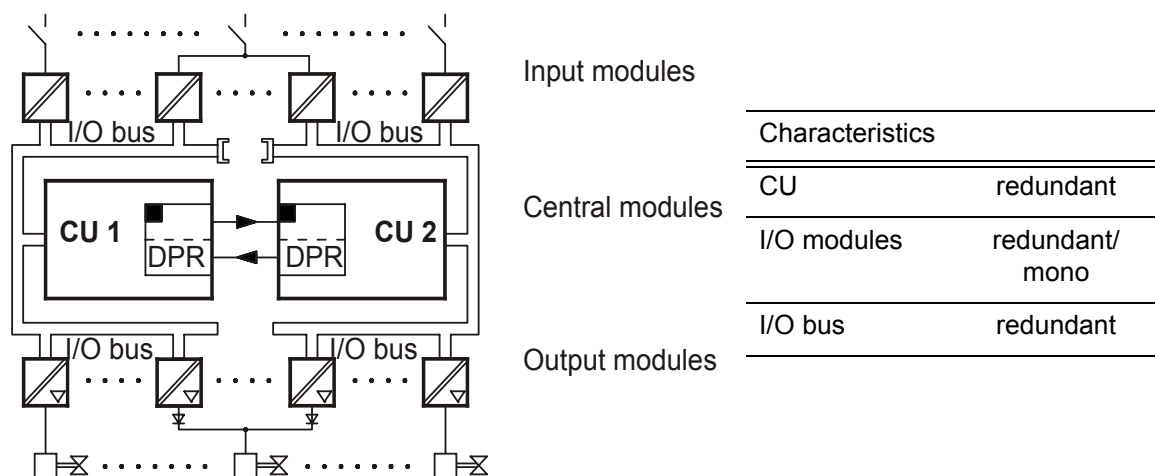 Input modules
I/O bus I/O bus
Characteristics
CU redundant
Central modules
CU 1 CU 2
DPR DPR
I/O modules redundant/
mono
I/O bus redundant
I/O bus I/O bus
Output modules